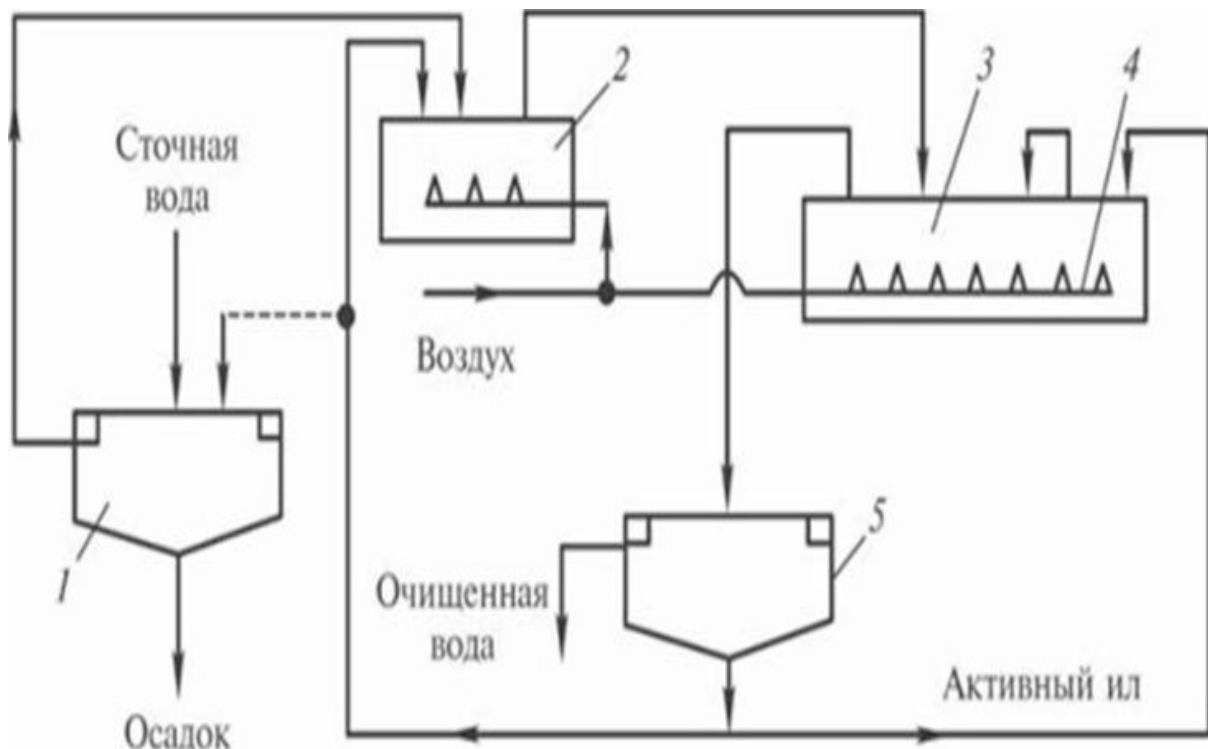 2
3
4
Сточная
вода
Воздух
1
5
Очищенная
вода
Активный ил
Осадок